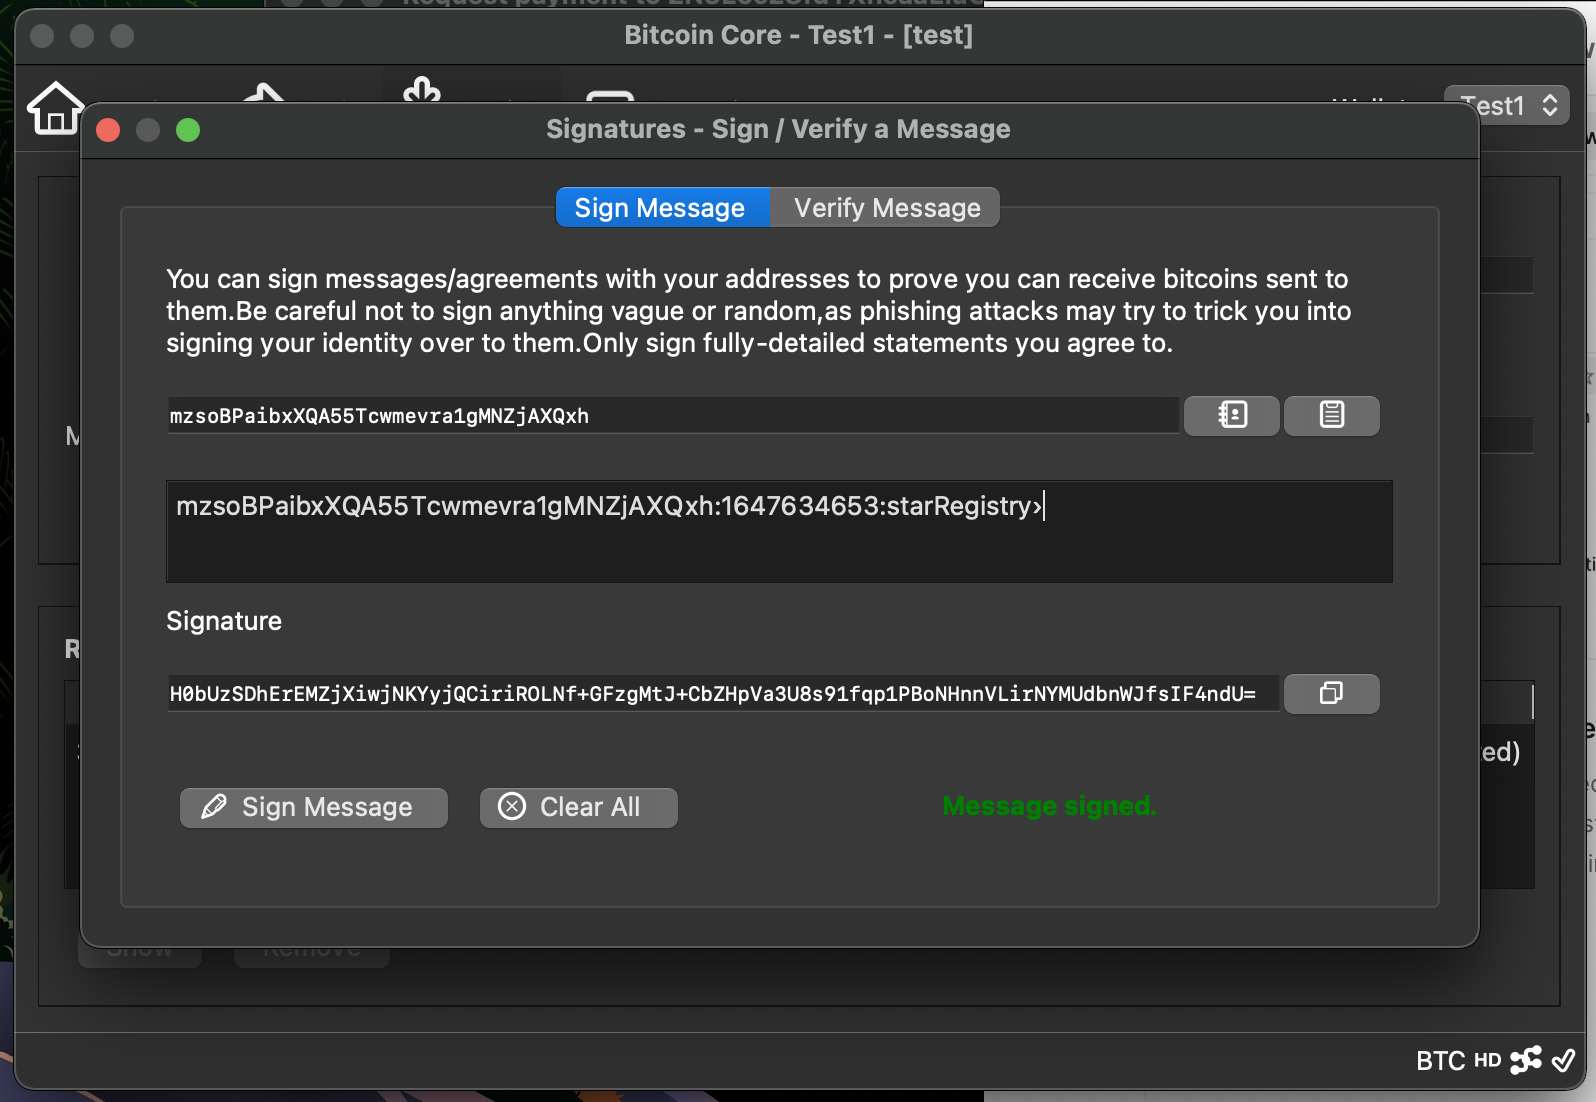 Bitcoin Core - Test1 - [test]
Test1
Signatures - Sign / Verify a Message
Sign Message
Verify Message
You can sign messages/agreements with your addresses to prove you can receive bitcoins sent to
them.Be careful not to sign anything vague or random,as phishing attacks may try to trick you into
signing your identity over to them.Only sign fully-detailed statements you agree to.
mzsoBPaibxXQA55Tcwmevra1gMNZjAXQxh
mzsoBPaibxXQA55Tcwmevra1gMNZjAXQxh:1647634653:starRegistry›
Signature
H0bUzSDhErEMZjXiwjNKYyjQCiriROLNf+GFzgMtJ+CbZHpVa3U8s91fqp1PBoNHnnVLirNYMUdbnWJfsIF4ndU=
ed)
Sign Message
Clear All
Message signed.
Show
Remove
BTC HD